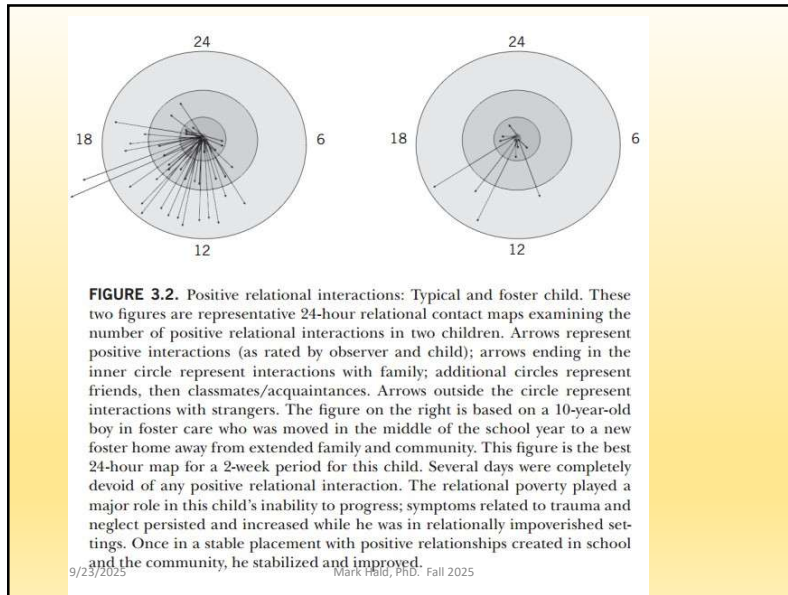 24
24
18
6
18
6
12
12
FIGURE 3.2. Positive relational interactions: Typical and foster child. These
two figures are representative 24-hour relational contact maps examining the
number of positive relational interactions in two children. Arrows represent
positive interactions (as rated by observer and child); arrows ending in the
inner circle represent interactions with family; additional circles represent
friends, then classmates/acquaintances. Arrows outside the circle represent
interactions with strangers. The figure on the right is based on a 10-year-old
boy in foster care who was moved in the middle of the school year to a new
foster home away from extended family and community. This figure is the best
24-hour map for a 2-week period for this child. Several days were completely
devoid of any positive relational interaction. The relational poverty played a
major role in this child's inability to progress; symptoms related to trauma and
neglect persisted and increased while he was in relationally impoverished set-
tings. Once in a stable placement with positive relationships created in school
and the community, he stabilized and improved.
9/23/2025
Mark Hald, PhD. Fall 2025